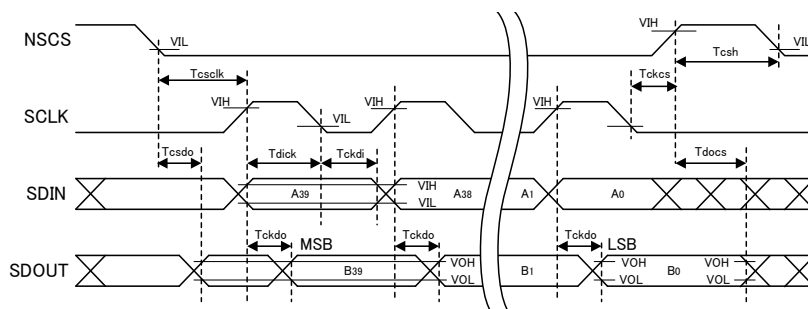 NSCS VIL VIH VIL
Tcsclk Tckcs Tcsh
SCLK VIH VIL VIH VIH
Tcsdo Tdick Tckdi Tdocs
SDIN A39 VIH VIL A38 A1 A0
Tckdo MSB Tckdo Tckdo LSB
SDOUT B39 VOH VOL B1 VOH VOL B0 VOH VOL